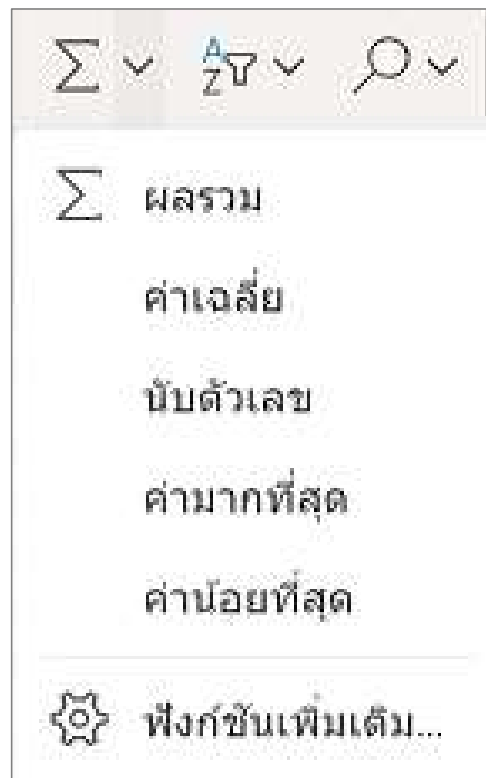 ผลรวม
ค่าเฉลี่ย
นับตัวเลข
ค่ามากที่สุด
ค่าน้อยที่สุด
ฟังก์ชันเพิ่มเติม...